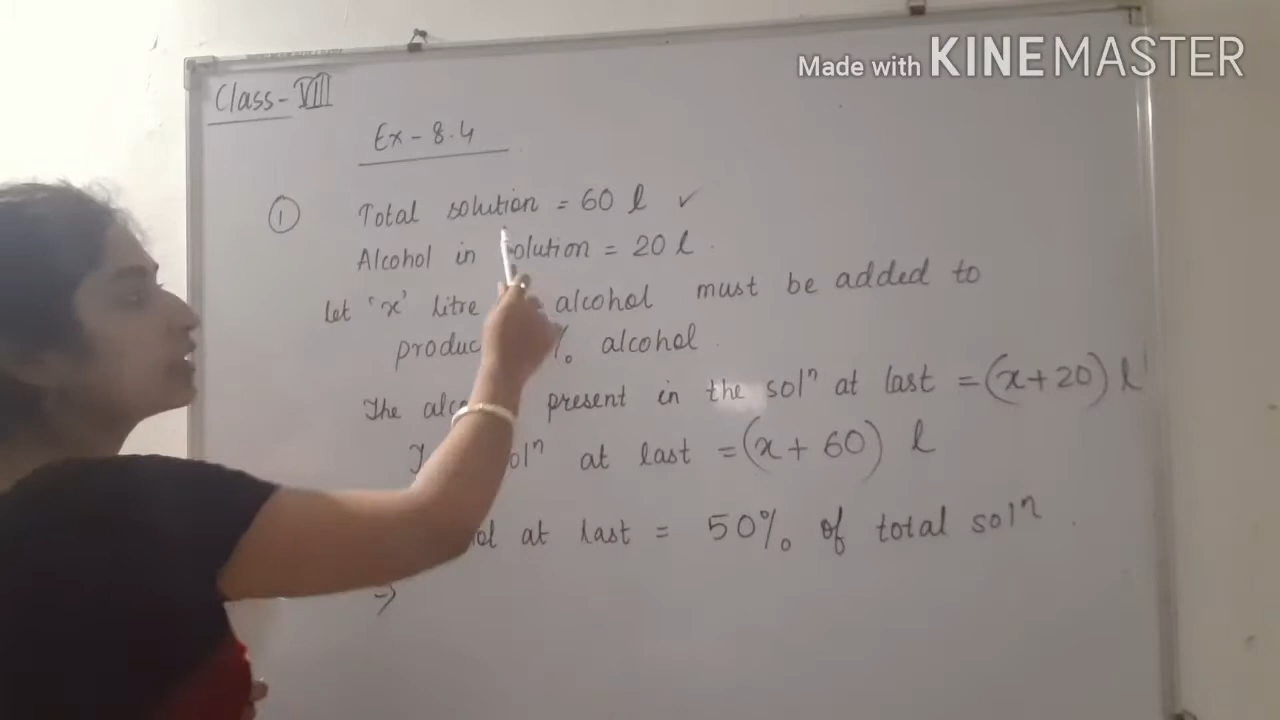 Made with KINEMASTER
Class-VIII
Ex-8.4
① Total solution = 60 l ✓
Alcohol in solution = 20 l.
Let 'x' litre alcohol must be added to
% alcohol.
The present in the solⁿ at last = (x+20) l
at last = (x+60) l
at last = 50% of total solⁿ.
⇒